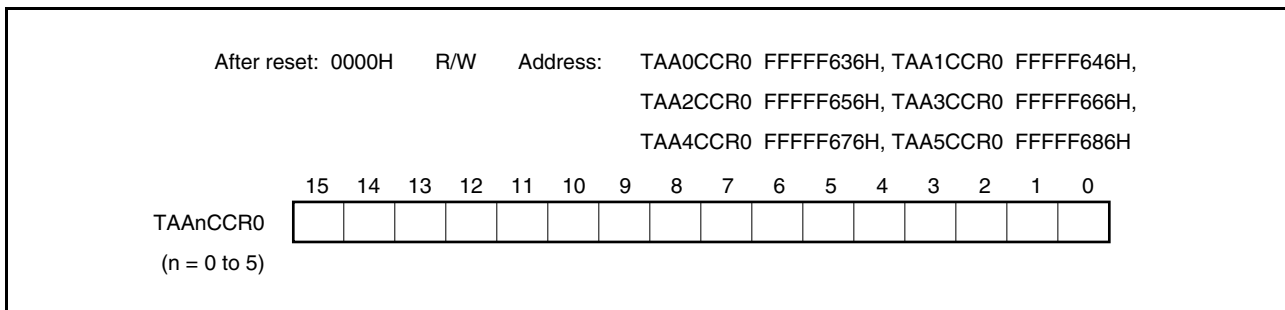 After reset: 0000H R/W Address: TAA0CCR0 FFFFF636H, TAA1CCR0 FFFFF646H,
TAA2CCR0 FFFFF656H, TAA3CCR0 FFFFF666H,
TAA4CCR0 FFFFF676H, TAA5CCR0 FFFFF686H
15 14 13 12 11 10 9 8 7 6 5 4 3 2 1 0
TAAnCCR0
(n = 0 to 5)